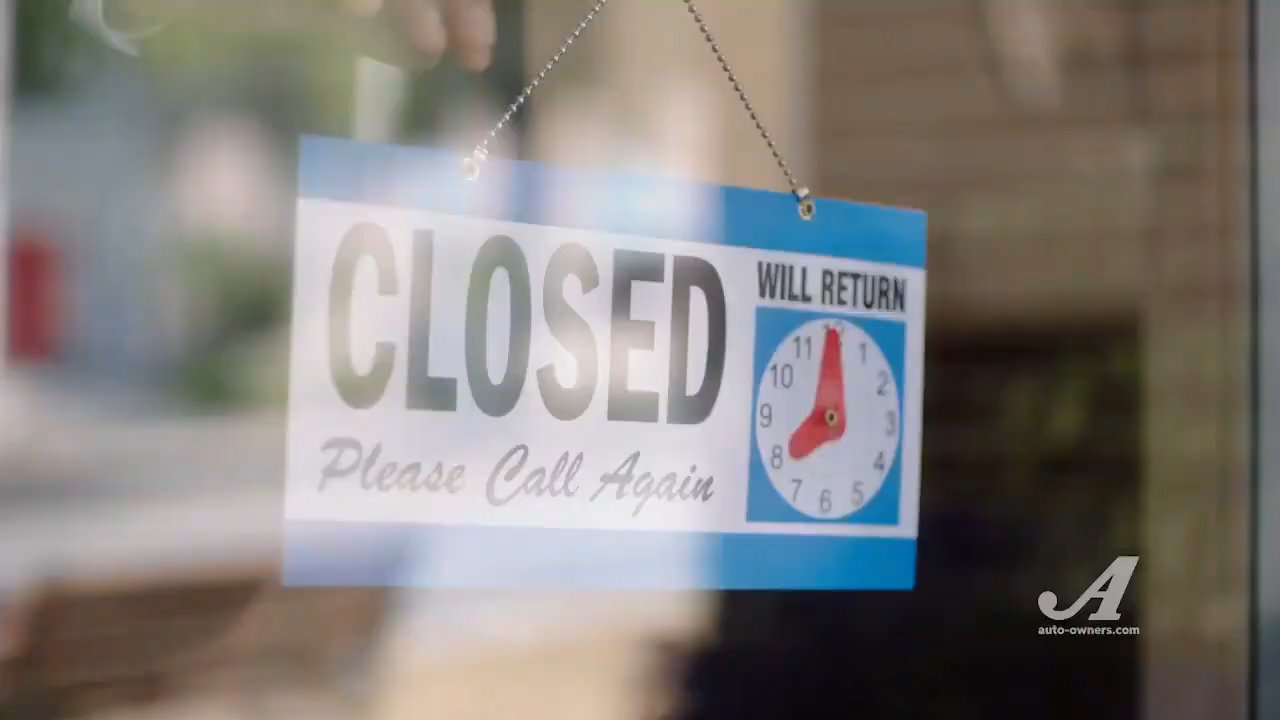 CLOSED
Please Call Again
WILL RETURN
11 1
10 2
9 3
8 4
7 6 5
A
auto-owners.com